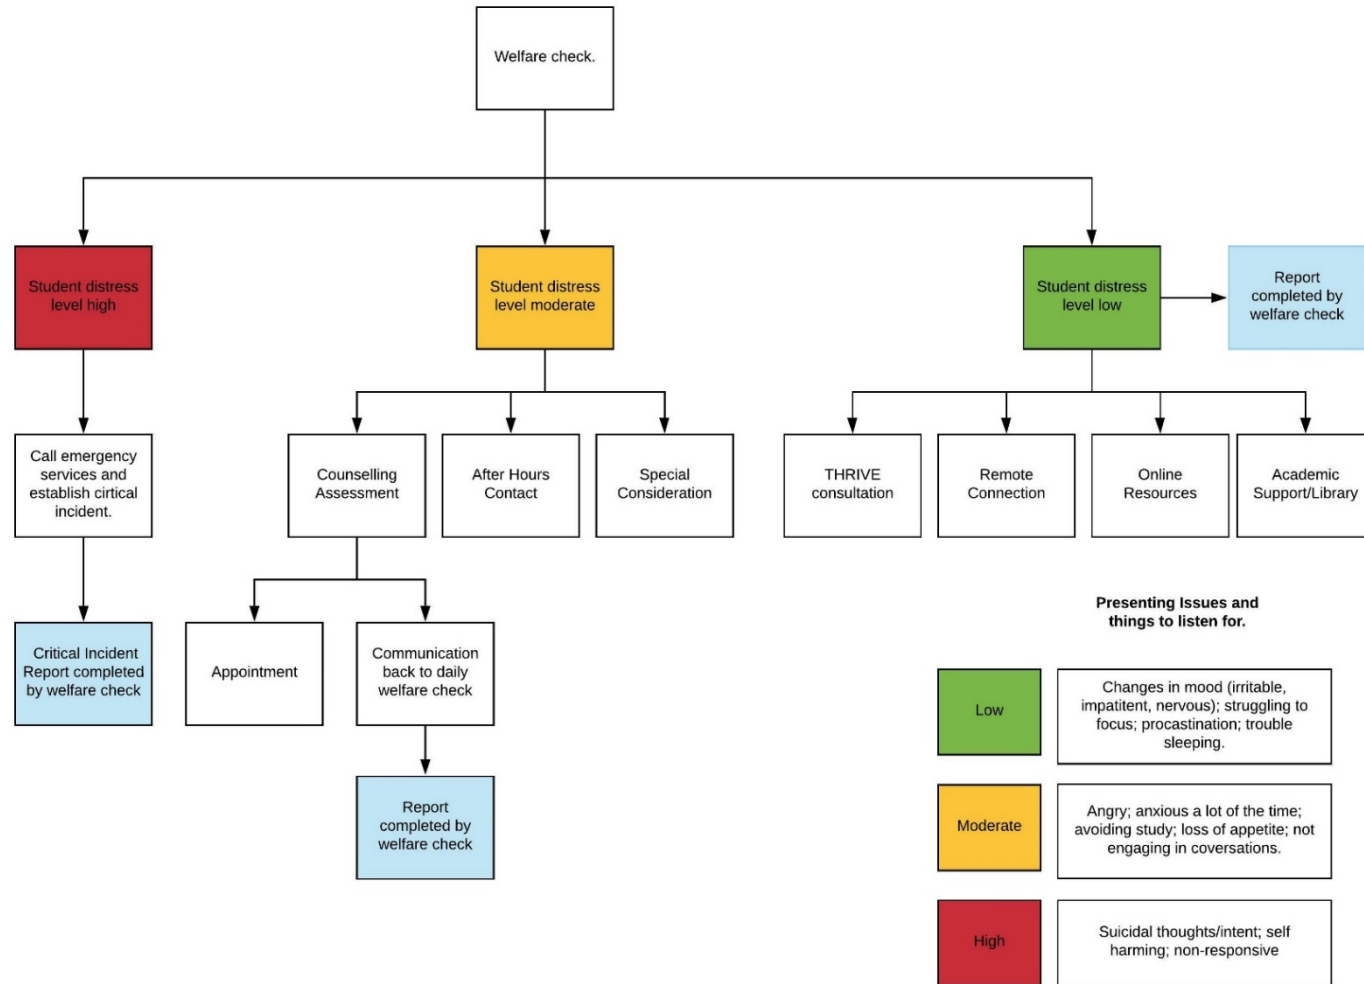 Welfare check.
Student distress
level high
Student distress
level moderate
Student distress
level low
Report
completed by
welfare check
Call emergency
services and
establish cirtical
incident.
Counselling
Assessment
After Hours
Contact
Special
Consideration
THRIVE
consultation
Remote
Connection
Online
Resources
Academic
Support/Library
Critical Incident
Report completed
by welfare check
Appointment
Communication
back to daily
welfare check
Report
completed by
welfare check
Presenting Issues and
things to listen for.
Low
Changes in mood (irritable,
impatitent, nervous); struggling to
focus; procastination; trouble
sleeping.
Moderate
Angry; anxious a lot of the time;
avoiding study; loss of appetite; not
engaging in coversations.
High
Suicidal thoughts/intent; self
harming; non-responsive